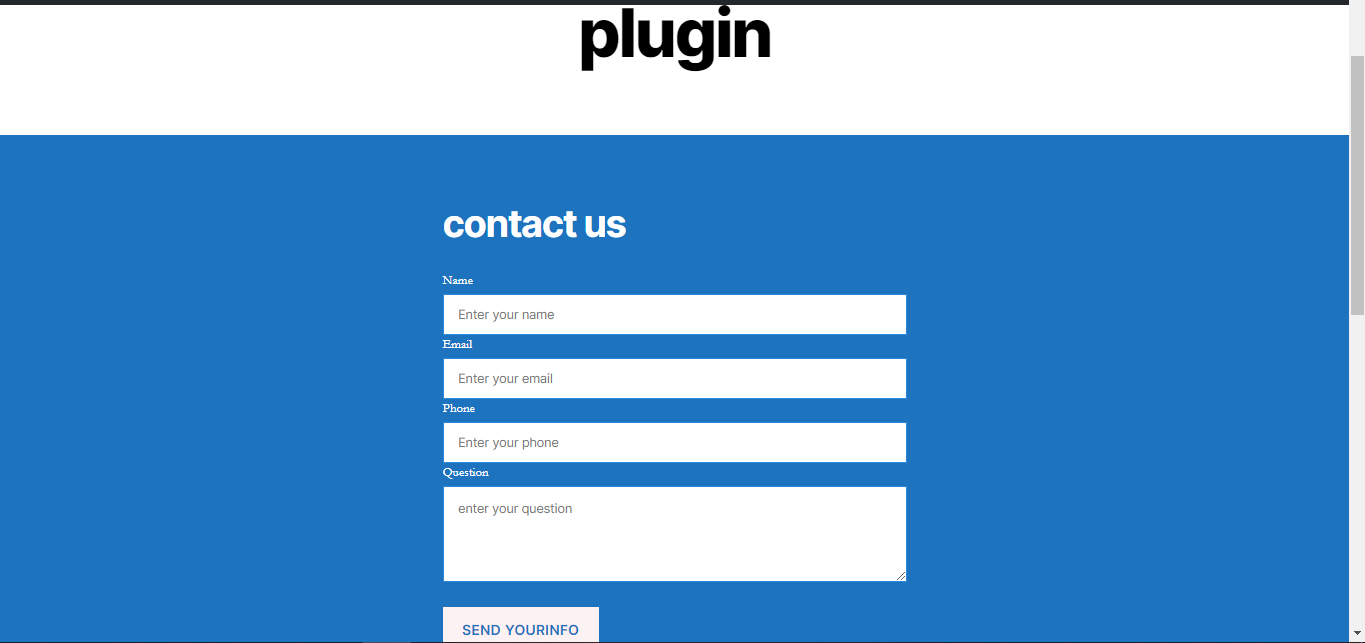 plugin
contact us
Name
Enter your name
Email
Enter your email
Phone
Enter your phone
Question
enter your question
SEND YOURINFO